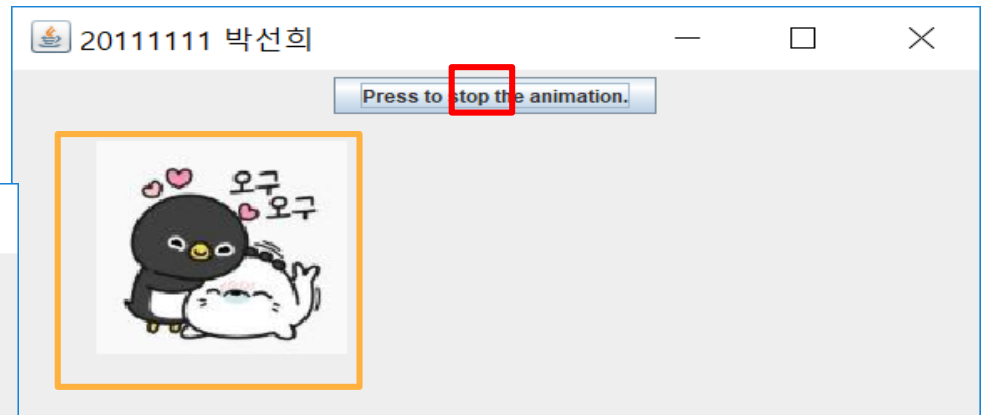 20111111 박선희
Press to stop the animation.
오구
오구